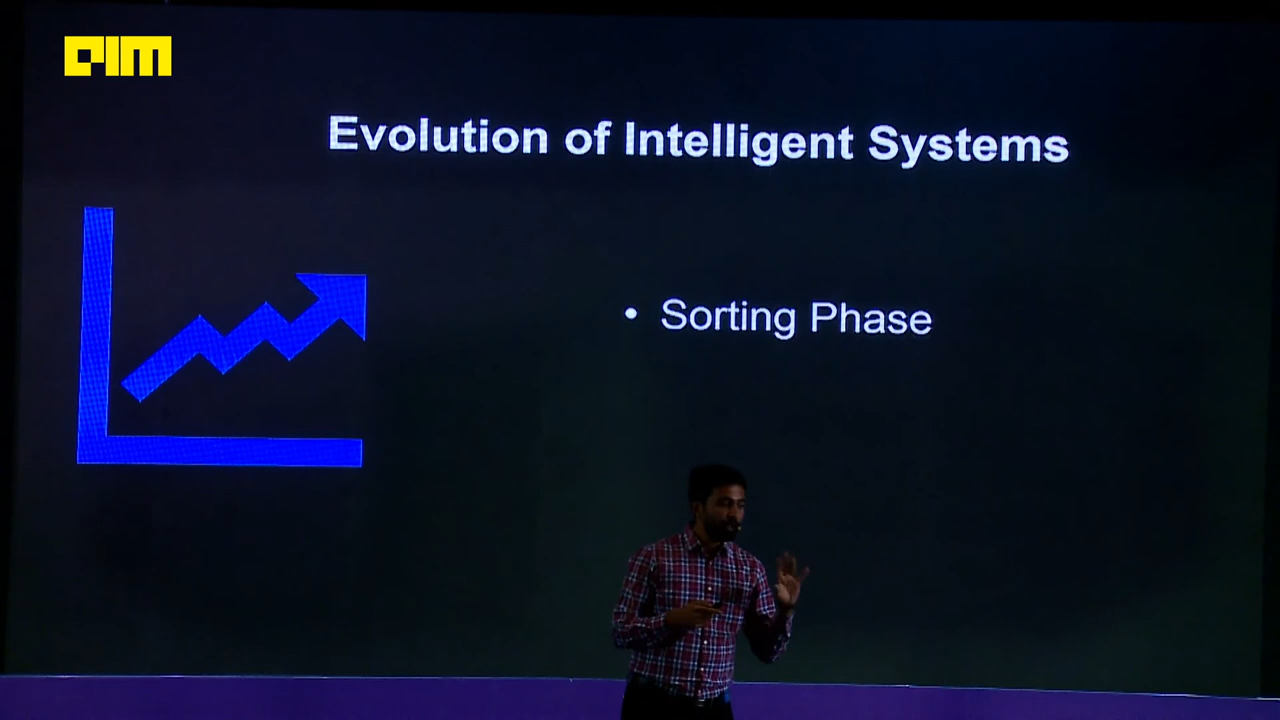 AIM
Evolution of Intelligent Systems
• Sorting Phase